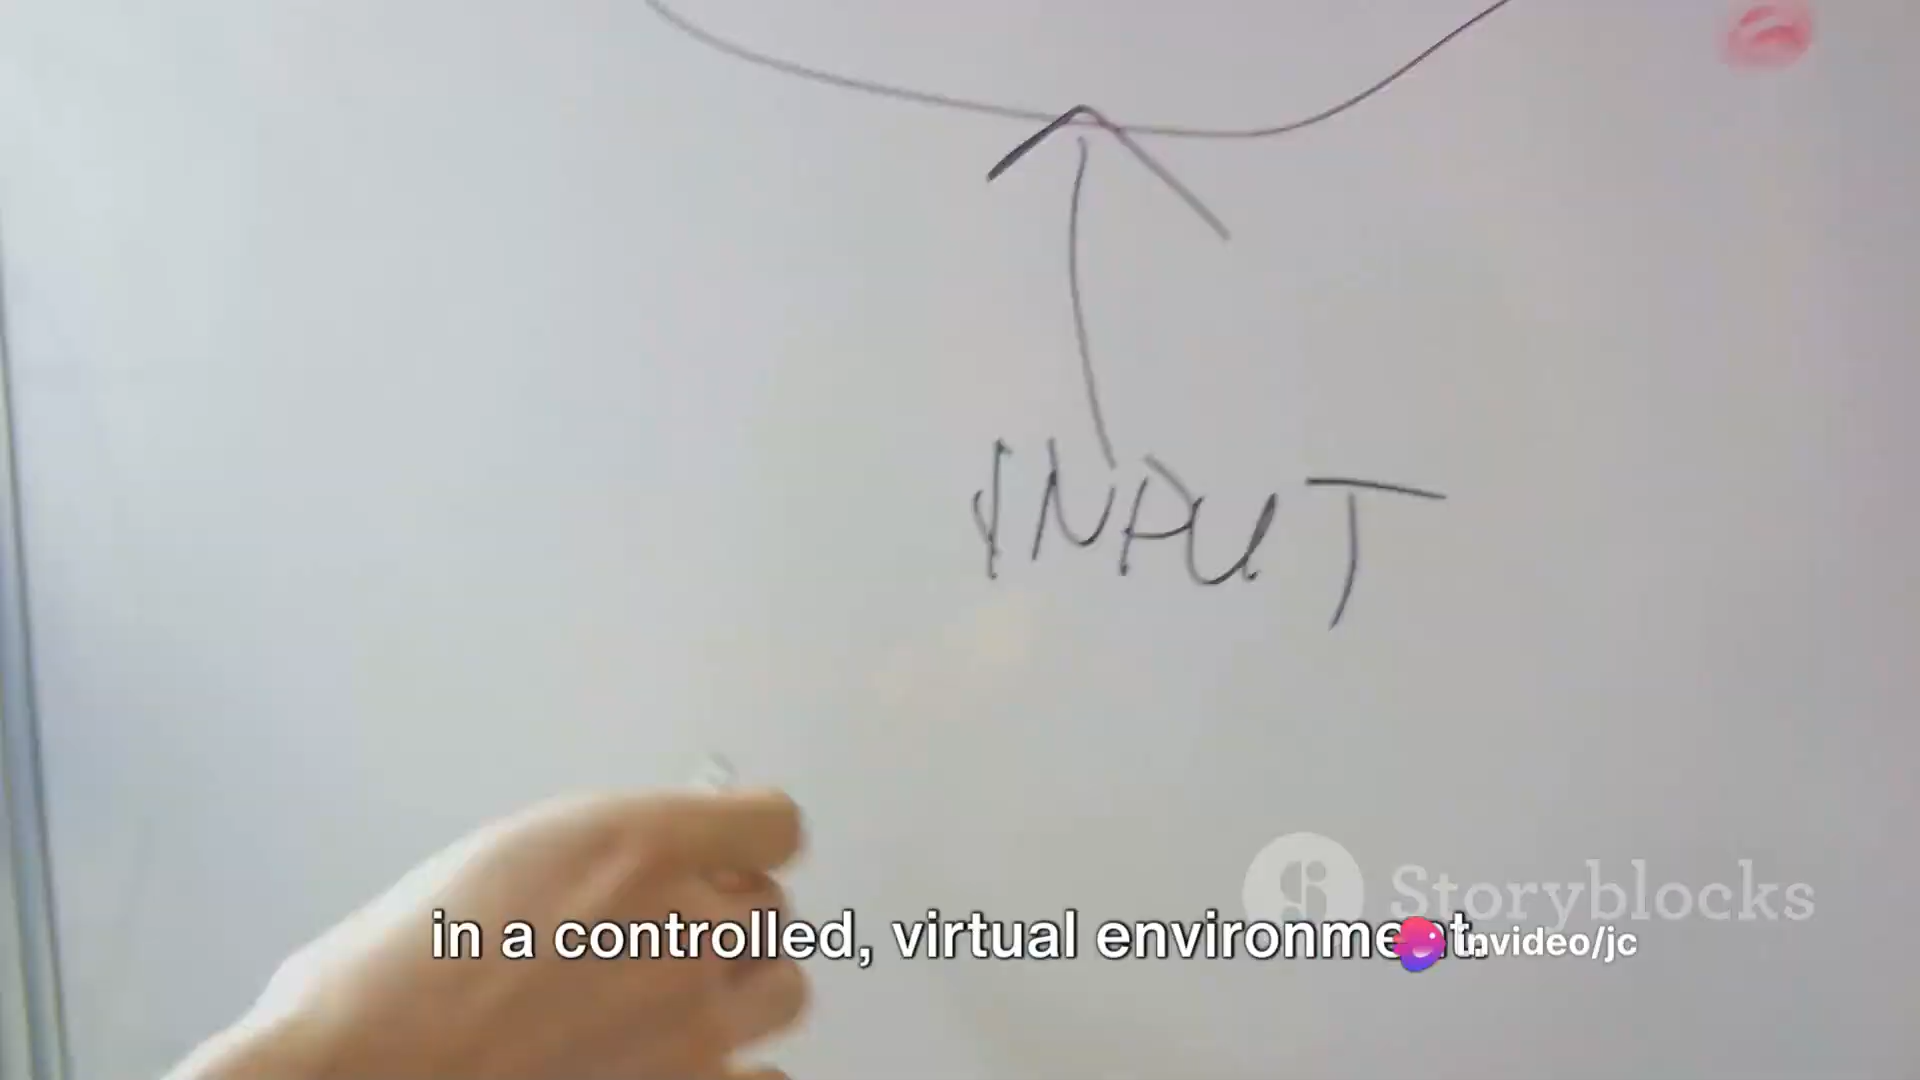 INPUT
Storyblocks
in a controlled, virtual environment.
invideo/jc